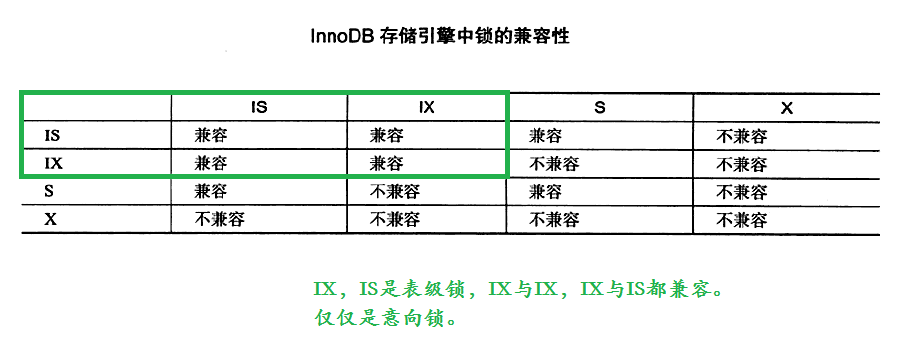 InnoDB 存储引擎中锁的兼容性
IS IX S X
IS 兼容 兼容 兼容 不兼容
IX 兼容 兼容 不兼容 不兼容
S 兼容 不兼容 兼容 不兼容
X 不兼容 不兼容 不兼容 不兼容
IX，IS是表级锁，IX与IX，IX与IS都兼容。
仅仅是意向锁。